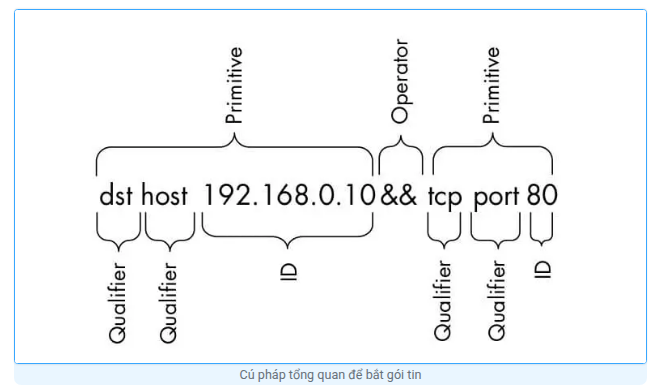 Primitive
Operator
Primitive
dst host 192.168.0.10 && tcp port 80
Qualifier
Qualifier
ID
Qualifier
Qualifier
ID
Cú pháp tổng quan để bắt gói tin